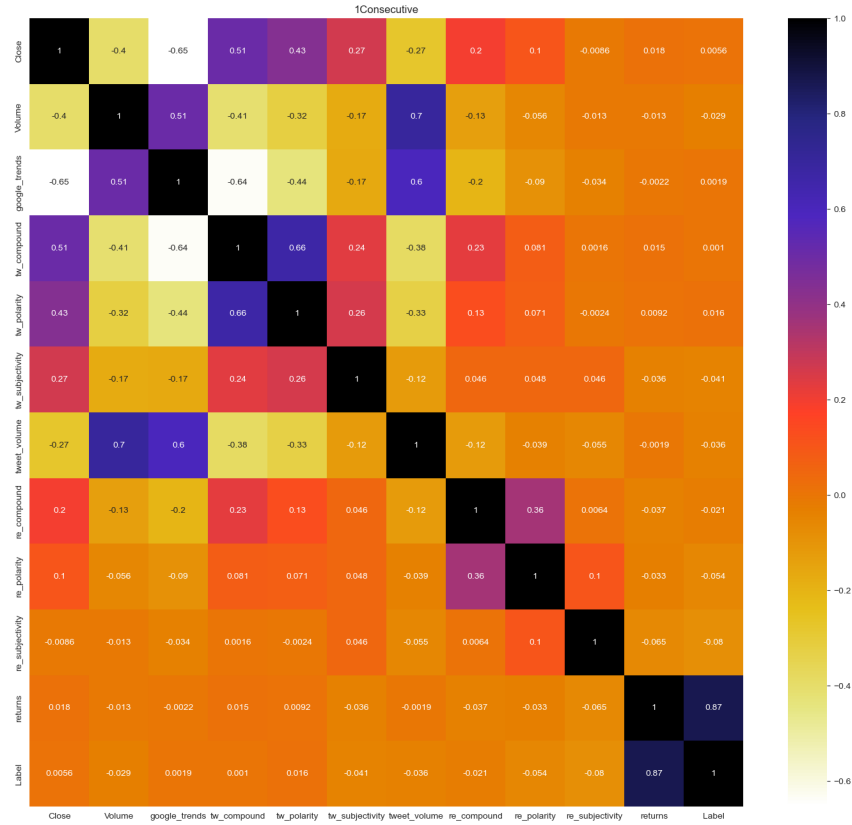 1Consecutive
Close 1 -0.4 -0.65 0.51 0.43 0.27 -0.27 0.2 0.1 -0.0086 0.018 0.0056
Volume -0.4 1 0.51 -0.41 -0.32 -0.17 0.7 -0.13 -0.056 -0.013 -0.013 -0.029
google_trends -0.65 0.51 1 -0.64 -0.44 -0.17 0.6 -0.2 -0.09 -0.034 -0.0022 0.0019
tw_compound 0.51 -0.41 -0.64 1 0.66 0.24 -0.38 0.23 0.081 0.0016 0.015 0.001
tw_polarity 0.43 -0.32 -0.44 0.66 1 0.26 -0.33 0.13 0.071 -0.0024 0.0092 0.016
tw_subjectivity 0.27 -0.17 -0.17 0.24 0.26 1 -0.12 0.046 0.048 0.046 -0.036 -0.041
tweet_volume -0.27 0.7 0.6 -0.38 -0.33 -0.12 1 -0.12 -0.039 -0.055 -0.0019 -0.036
re_compound 0.2 -0.13 -0.2 0.23 0.13 0.046 -0.12 1 0.36 0.0064 -0.037 -0.021
re_polarity 0.1 -0.056 -0.09 0.081 0.071 0.048 -0.039 0.36 1 0.1 -0.033 -0.054
re_subjectivity -0.0086 -0.013 -0.034 0.0016 -0.0024 0.046 -0.055 0.0064 0.1 1 -0.065 -0.08
returns 0.018 -0.013 -0.0022 0.015 0.0092 -0.036 -0.0019 -0.037 -0.033 -0.065 1 0.87
Label 0.0056 -0.029 0.0019 0.001 0.016 -0.041 -0.036 -0.021 -0.054 -0.08 0.87 1
Close Volume google_trends tw_compound tw_polarity tw_subjectivity tweet_volume re_compound re_polarity re_subjectivity returns Label
1.0
0.8
0.6
0.4
0.2
0.0
−0.2
−0.4
−0.6